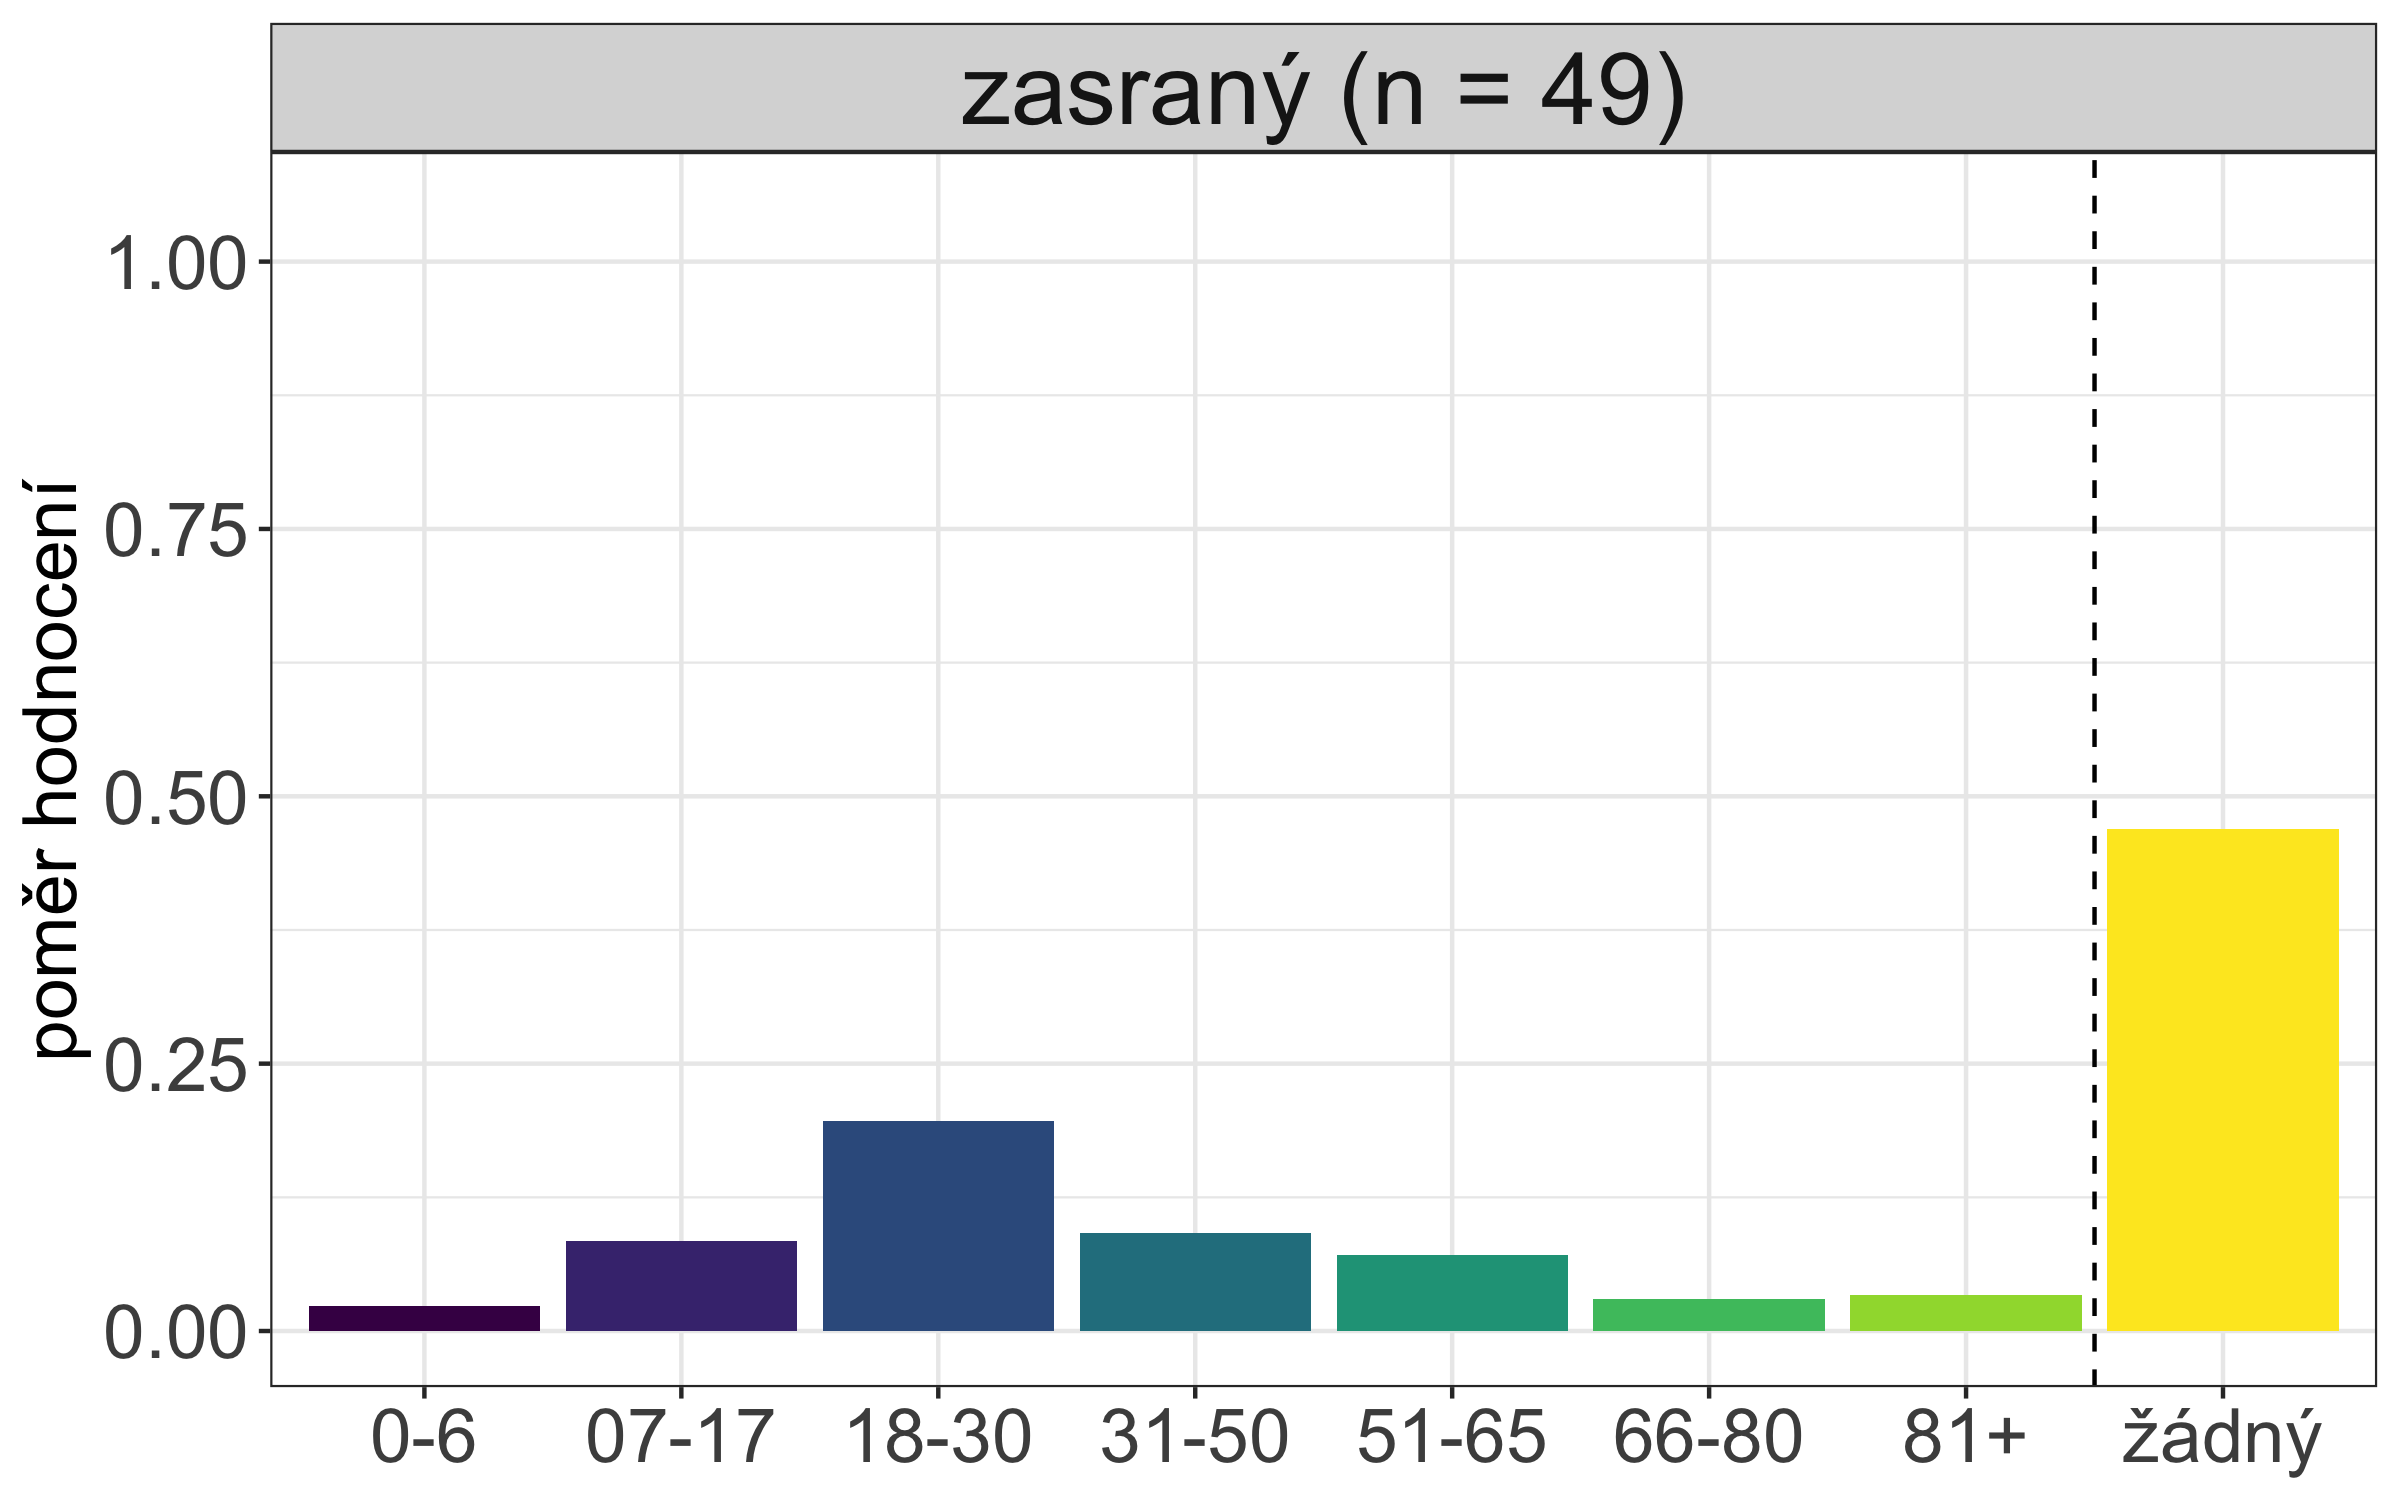 zasraný (n = 49)
poměr hodnocení
1.00
0.75
0.50
0.25
0.00
0-6 07-17 18-30 31-50 51-65 66-80 81+ žádný